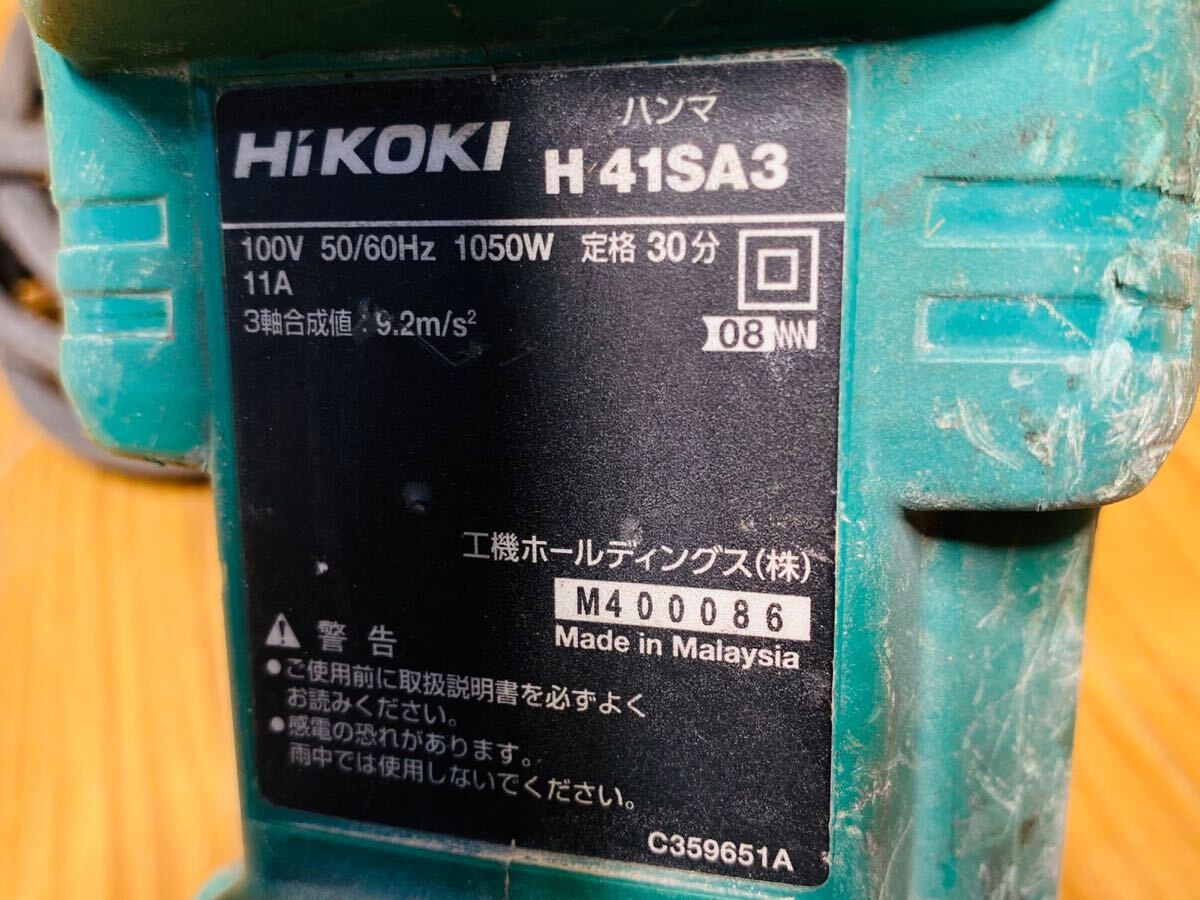 HiKOKI
ハンマ
H 41SA3
100V 50/60Hz 1050W 定格 30分
11A
3軸合成値：9.2m/s²
08
工機ホールディングス(株)
M400086
Made in Malaysia
警告
●ご使用前に取扱説明書を必ずよく
お読みください。
●感電の恐れがあります。
雨中では使用しないでください。
C359651A